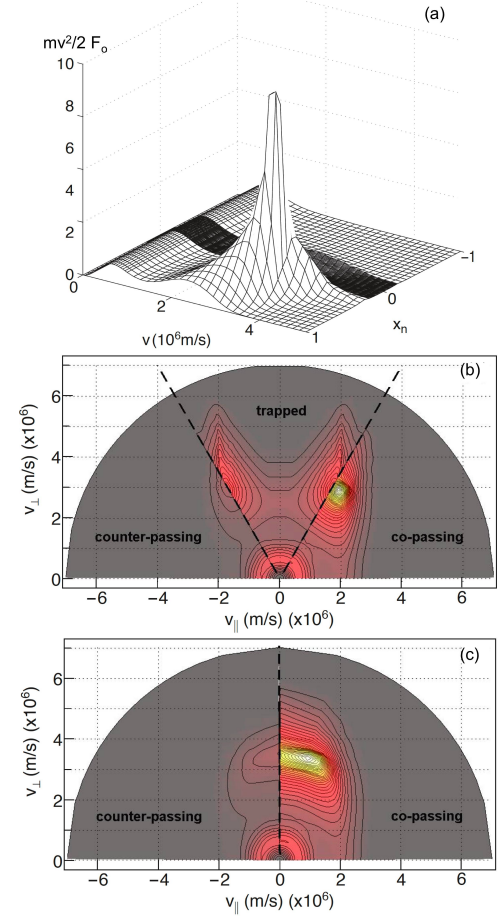 (a)
mv²/2 Fₒ
10
8
6
4
2
0
0
2
4
v (10⁶m/s)
1
0
-1
xₙ
(b)
trapped
counter-passing
co-passing
v⊥ (m/s) (x10⁶)
6
4
2
0
−6 −4 −2 0 2 4 6
v∥ (m/s) (x10⁶)
(c)
counter-passing
co-passing
v⊥ (m/s) (x10⁶)
6
4
2
0
−6 −4 −2 0 2 4 6
v∥ (m/s) (x10⁶)